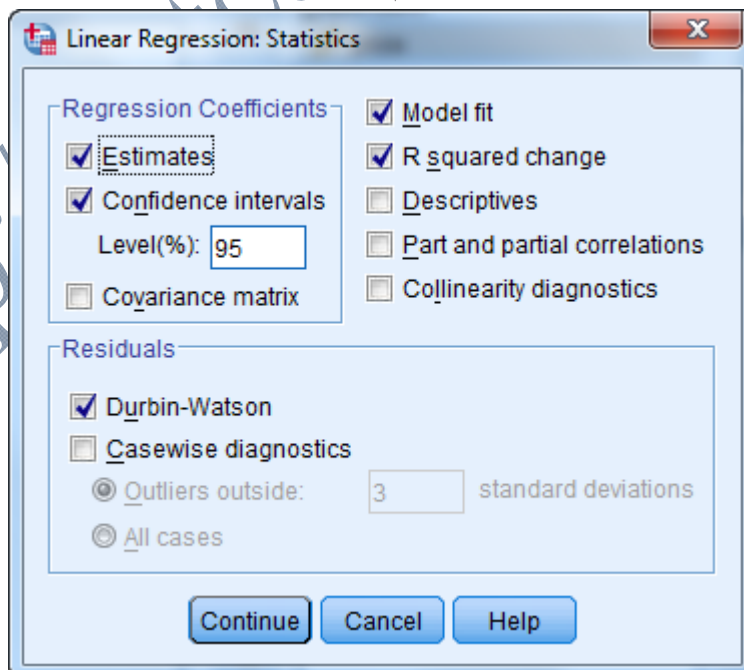 Linear Regression: Statistics
Regression Coefficients
Estimates
Confidence intervals
Level(%): 95
Covariance matrix
Model fit
R squared change
Descriptives
Part and partial correlations
Collinearity diagnostics
Residuals
Durbin-Watson
Casewise diagnostics
Outliers outside: 3 standard deviations
All cases
Continue Cancel Help